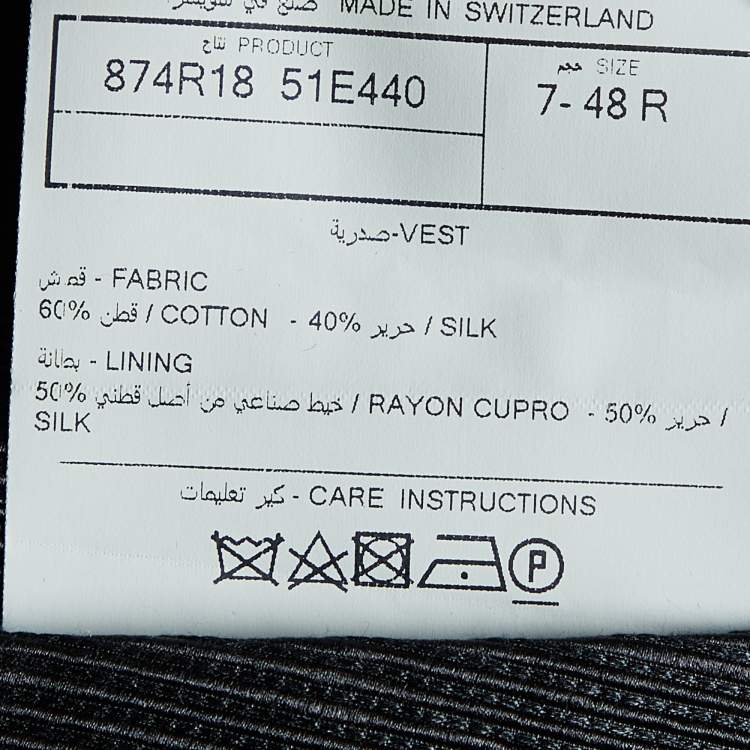 صنع في سويسرا MADE IN SWITZERLAND
نتاج PRODUCT
874R18 51E440
حجم SIZE
7- 48 R
صدرية-VEST
قمش - FABRIC
60% قطن / COTTON - 40% حرير / SILK
بطانة - LINING
50% خيط صناعي من أصل قطني / RAYON CUPRO - 50% حرير /
SILK
كير تعليمات - CARE INSTRUCTIONS
P